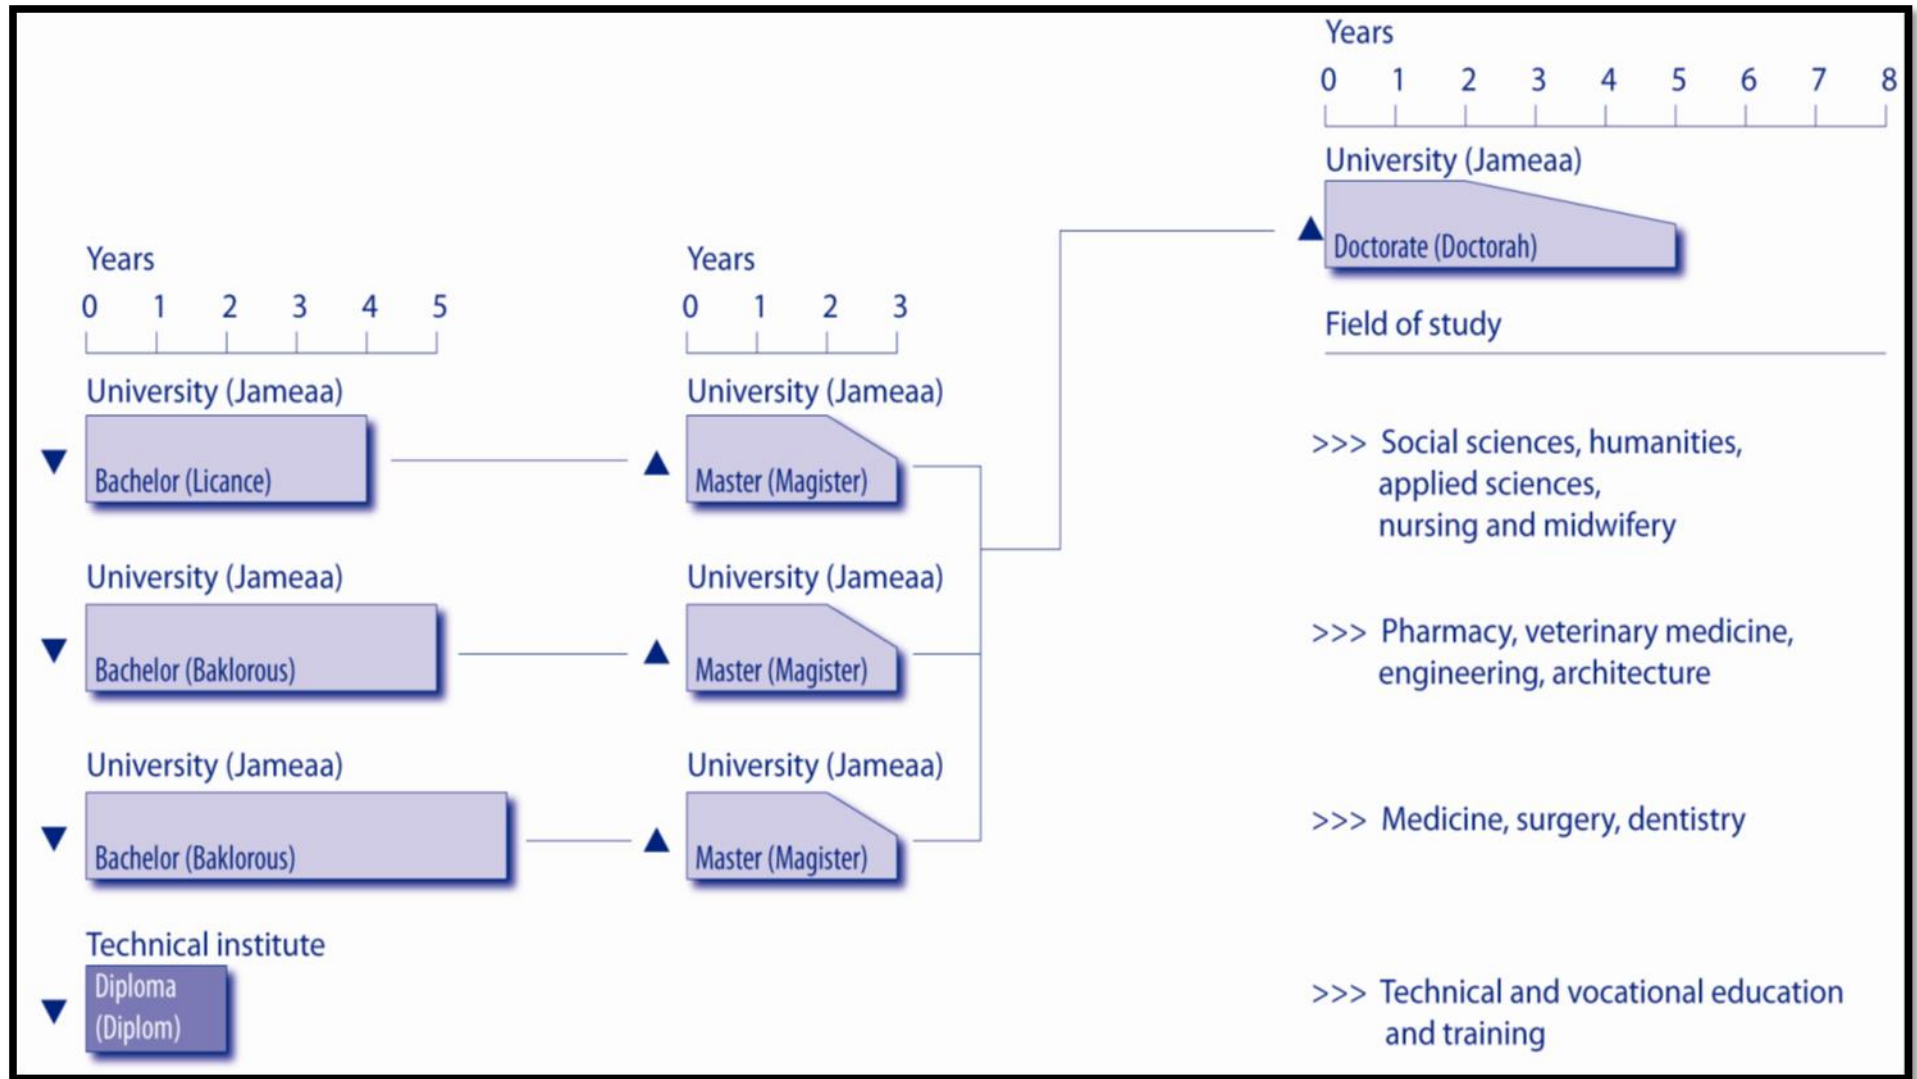 Years
0 1 2 3 4 5 6 7 8
University (Jameaa)
Doctorate (Doctorah)
Field of study
Years
0 1 2 3 4 5
Years
0 1 2 3
University (Jameaa)
Bachelor (Licance)
University (Jameaa)
Master (Magister)
>>> Social sciences, humanities,
applied sciences,
nursing and midwifery
University (Jameaa)
Bachelor (Baklorous)
University (Jameaa)
Master (Magister)
>>> Pharmacy, veterinary medicine,
engineering, architecture
University (Jameaa)
Bachelor (Baklorous)
University (Jameaa)
Master (Magister)
>>> Medicine, surgery, dentistry
Technical institute
Diploma
(Diplom)
>>> Technical and vocational education
and training